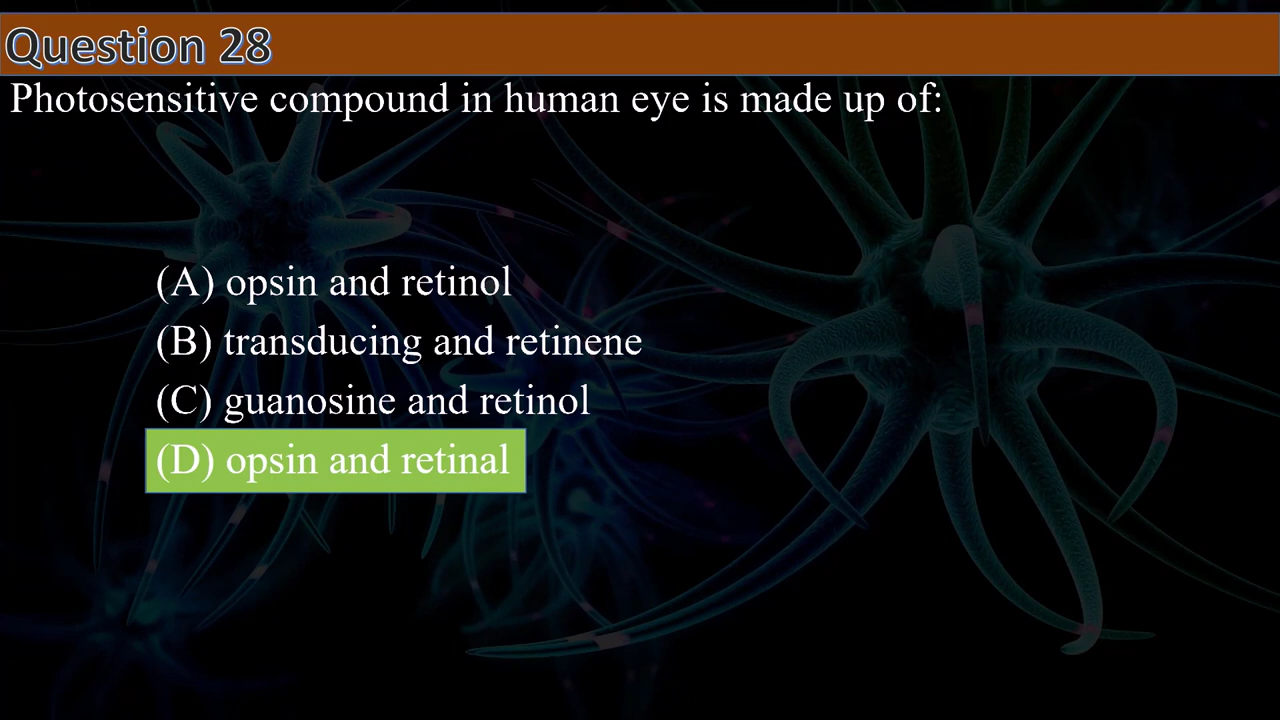 Question 28
Photosensitive compound in human eye is made up of:
(A) opsin and retinol
(B) transducing and retinene
(C) guanosine and retinol
(D) opsin and retinal